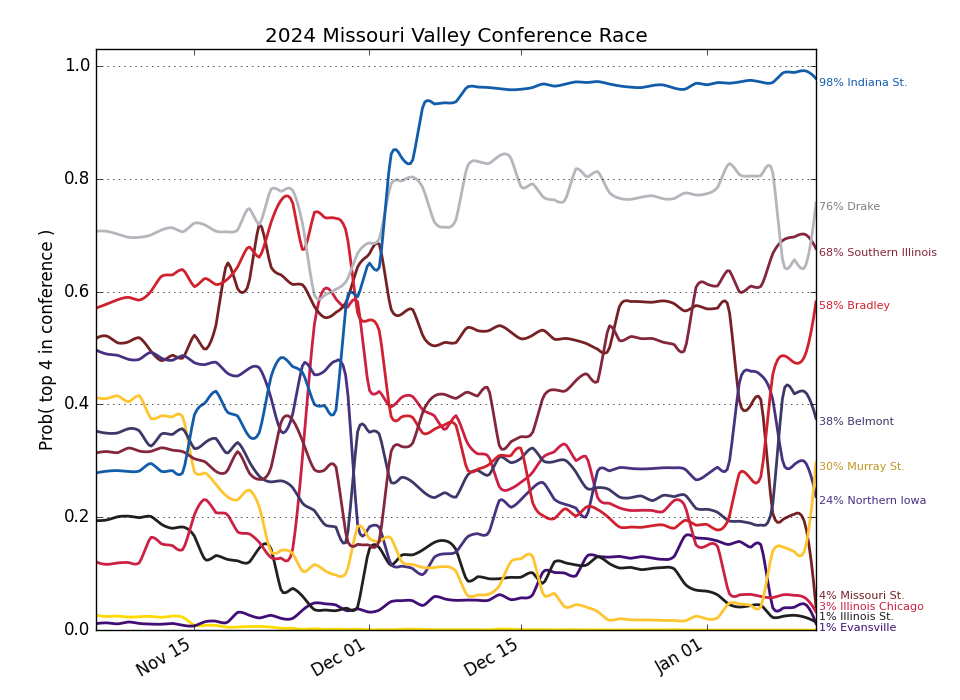 2024 Missouri Valley Conference Race
Prob( top 4 in conference )
1.0
0.8
0.6
0.4
0.2
0.0
Nov 15
Dec 01
Dec 15
Jan 01
98% Indiana St.
76% Drake
68% Southern Illinois
58% Bradley
38% Belmont
30% Murray St.
24% Northern Iowa
4% Missouri St.
3% Illinois Chicago
1% Illinois St.
1% Evansville